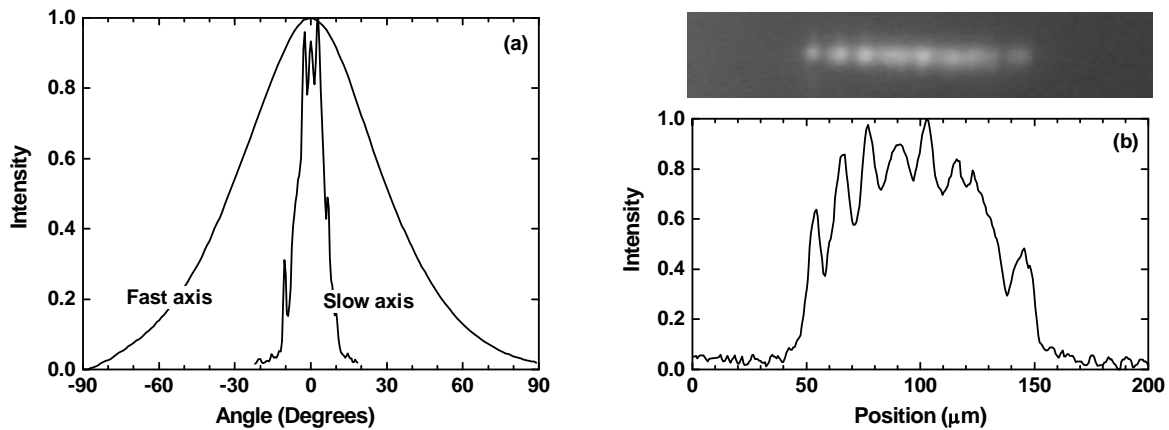 (a)
Intensity
1.0
0.8
0.6
0.4
0.2
0.0
Fast axis
Slow axis
-90 -60 -30 0 30 60 90
Angle (Degrees)
(b)
Intensity
1.0
0.8
0.6
0.4
0.2
0.0
0 50 100 150 200
Position (μm)